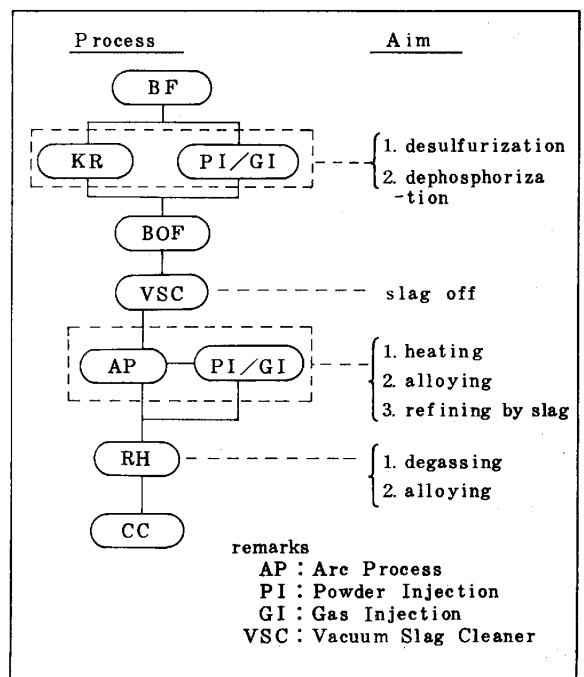 Process Aim
BF
KR PI/GI
1. desulfurization
2. dephosphoriza
-tion
BOF
VSC slag off
AP PI/GI
1. heating
2. alloying
3. refining by slag
RH
1. degassing
2. alloying
CC
remarks
AP : Arc Process
PI : Powder Injection
GI : Gas Injection
VSC : Vacuum Slag Cleaner